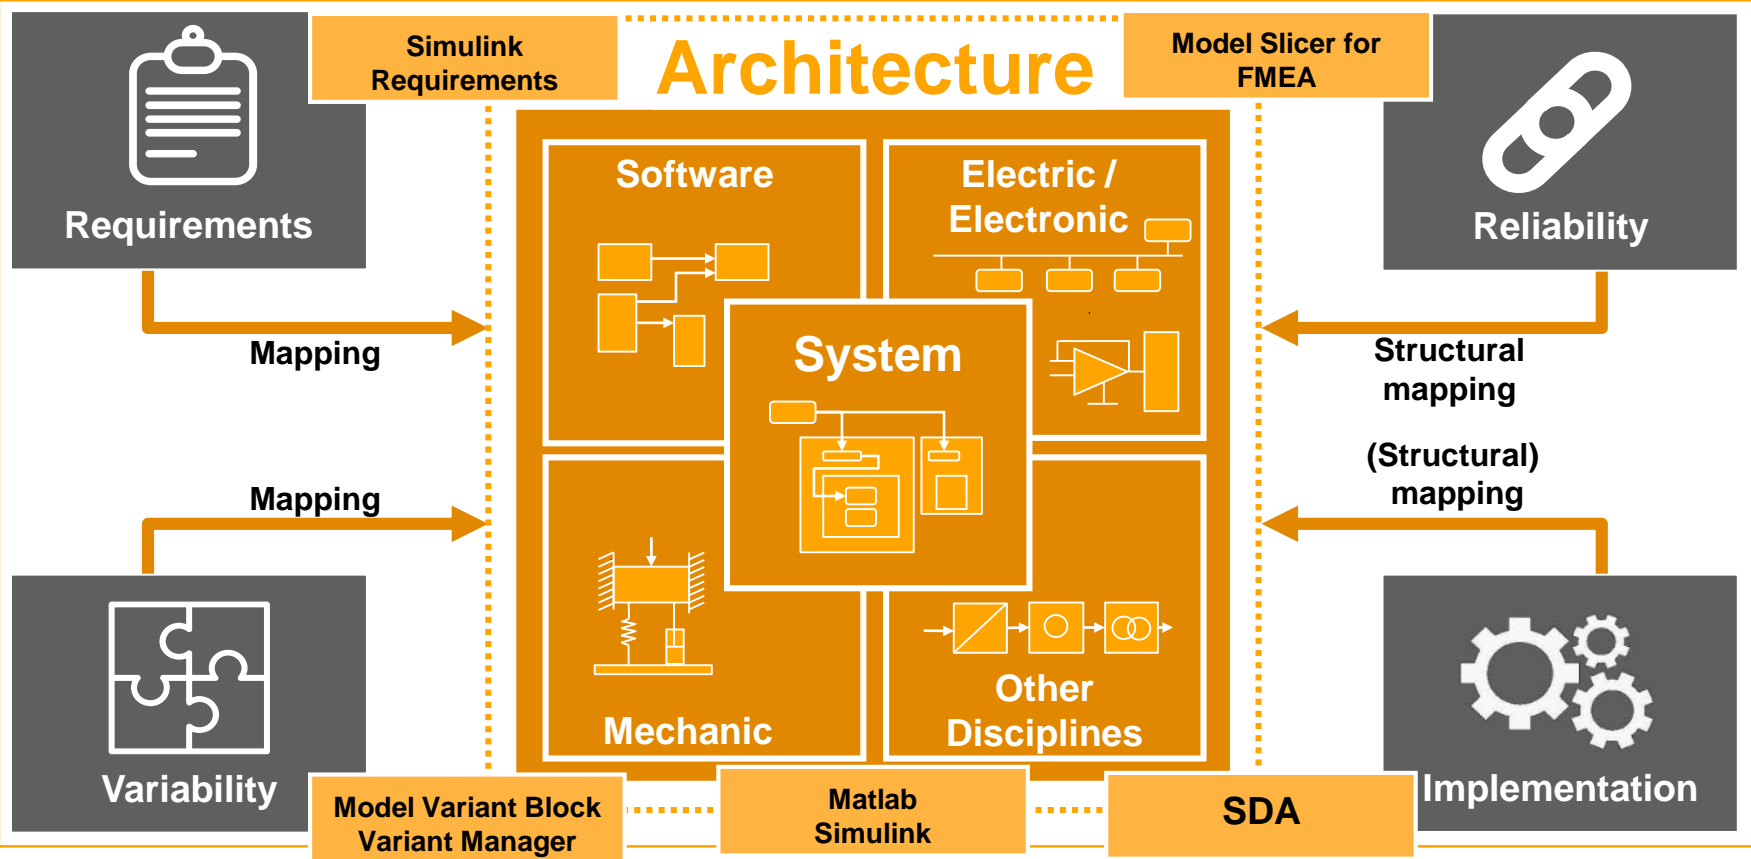 Simulink
Requirements
Architecture
Model Slicer for
FMEA
Requirements
Software
Electric /
Electronic
Reliability
Mapping
System
Structural
mapping
Mapping
(Structural)
mapping
Mechanic
Other
Disciplines
Variability
Implementation
Model Variant Block
Variant Manager
Matlab
Simulink
SDA